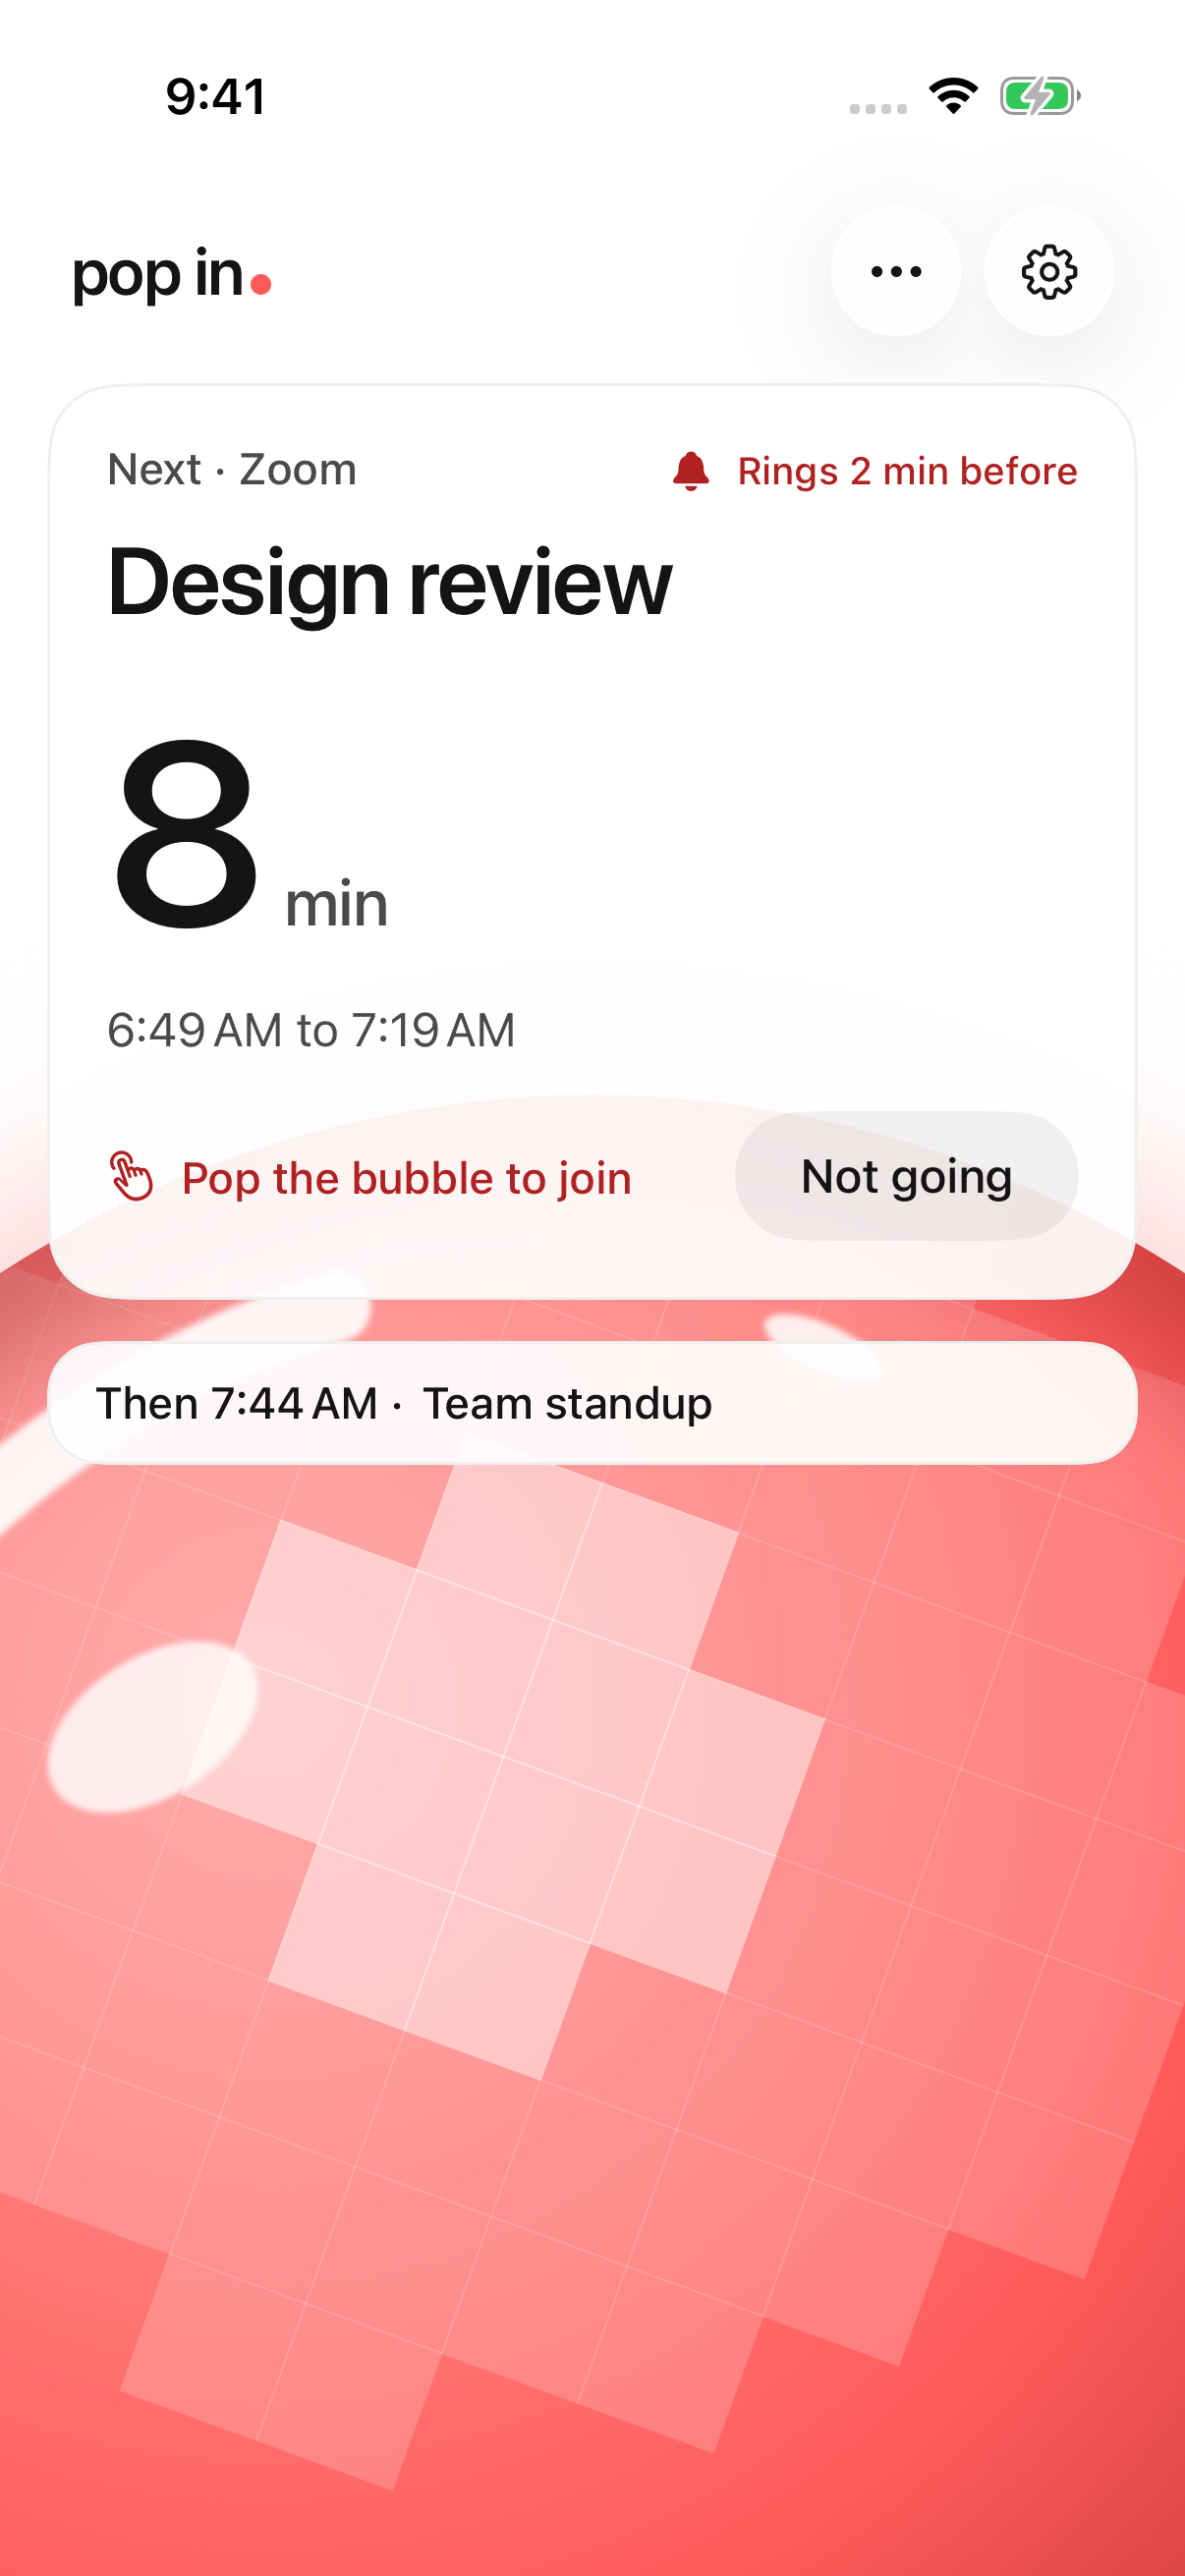 9:41
pop in.
Next · Zoom
Rings 2 min before
Design review
8 min
6:49 AM to 7:19 AM
Pop the bubble to join
Not going
Then 7:44 AM · Team standup